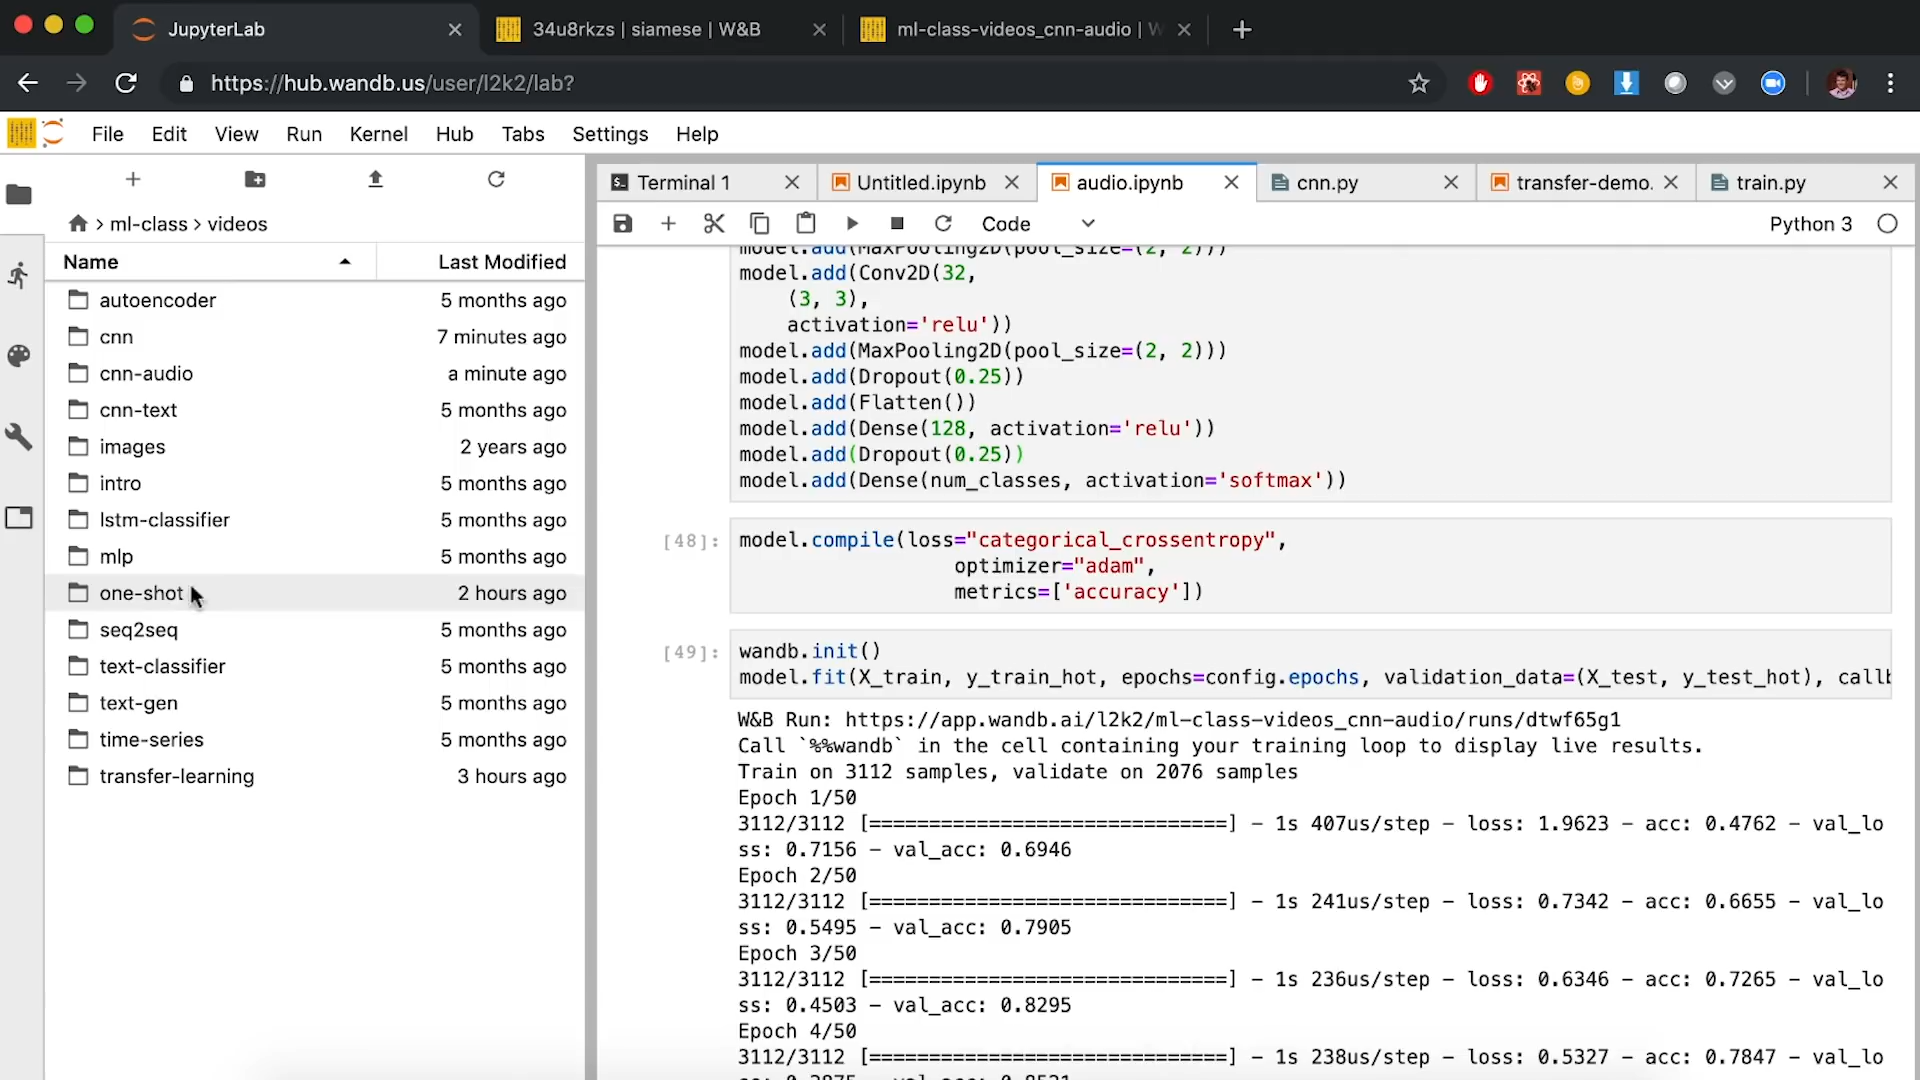 JupyterLab
34u8rkzs | siamese | W&B
ml-class-videos_cnn-audio | W
https://hub.wandb.us/user/l2k2/lab?
File Edit View Run Kernel Hub Tabs Settings Help
Terminal 1
Untitled.ipynb
audio.ipynb
cnn.py
transfer-demo.
train.py
ml-class > videos
Code
Python 3
Name Last Modified
autoencoder 5 months ago
cnn 7 minutes ago
cnn-audio a minute ago
cnn-text 5 months ago
images 2 years ago
intro 5 months ago
lstm-classifier 5 months ago
mlp 5 months ago
one-shot 2 hours ago
seq2seq 5 months ago
text-classifier 5 months ago
text-gen 5 months ago
time-series 5 months ago
transfer-learning 3 hours ago
model.add(MaxPooling2D(pool_size=(2, 2)))
model.add(Conv2D(32,
(3, 3),
activation='relu'))
model.add(MaxPooling2D(pool_size=(2, 2)))
model.add(Dropout(0.25))
model.add(Flatten())
model.add(Dense(128, activation='relu'))
model.add(Dropout(0.25))
model.add(Dense(num_classes, activation='softmax'))
[48]: model.compile(loss="categorical_crossentropy",
optimizer="adam",
metrics=['accuracy'])
[49]: wandb.init()
model.fit(X_train, y_train_hot, epochs=config.epochs, validation_data=(X_test, y_test_hot), callb
W&B Run: https://app.wandb.ai/l2k2/ml-class-videos_cnn-audio/runs/dtwf65g1
Call `%%wandb` in the cell containing your training loop to display live results.
Train on 3112 samples, validate on 2076 samples
Epoch 1/50
3112/3112 [==============================] - 1s 407us/step - loss: 1.9623 - acc: 0.4762 - val_lo
ss: 0.7156 - val_acc: 0.6946
Epoch 2/50
3112/3112 [==============================] - 1s 241us/step - loss: 0.7342 - acc: 0.6655 - val_lo
ss: 0.5495 - val_acc: 0.7905
Epoch 3/50
3112/3112 [==============================] - 1s 236us/step - loss: 0.6346 - acc: 0.7265 - val_lo
ss: 0.4503 - val_acc: 0.8295
Epoch 4/50
3112/3112 [==============================] - 1s 238us/step - loss: 0.5327 - acc: 0.7847 - val_lo